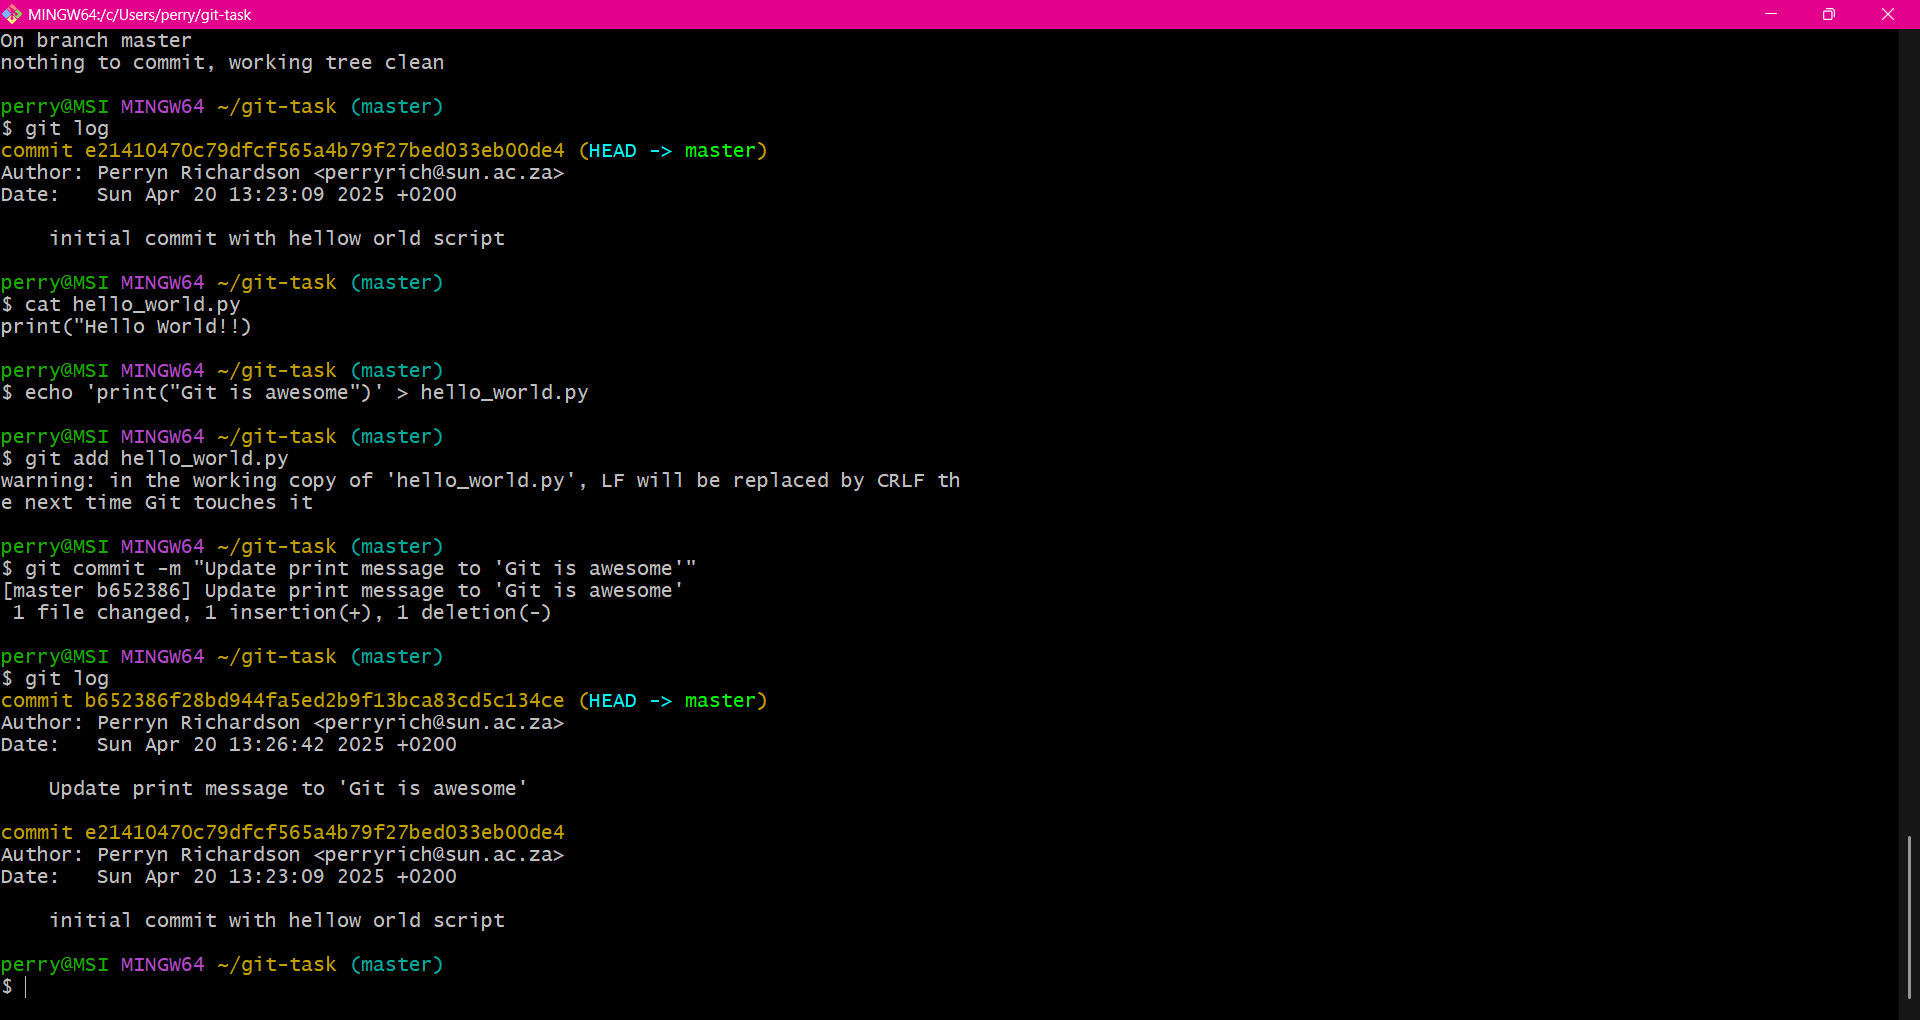 MINGW64:/c/Users/perry/git-task
On branch master
nothing to commit, working tree clean
perry@MSI MINGW64 ~/git-task (master)
$ git log
commit e21410470c79dfcf565a4b79f27bed033eb00de4 (HEAD -> master)
Author: Perryn Richardson <perryrich@sun.ac.za>
Date:   Sun Apr 20 13:23:09 2025 +0200
    initial commit with hellow orld script
perry@MSI MINGW64 ~/git-task (master)
$ cat hello_world.py
print("Hello World!!)
perry@MSI MINGW64 ~/git-task (master)
$ echo 'print("Git is awesome")' > hello_world.py
perry@MSI MINGW64 ~/git-task (master)
$ git add hello_world.py
warning: in the working copy of 'hello_world.py', LF will be replaced by CRLF th
e next time Git touches it
perry@MSI MINGW64 ~/git-task (master)
$ git commit -m "Update print message to 'Git is awesome'"
[master b652386] Update print message to 'Git is awesome'
 1 file changed, 1 insertion(+), 1 deletion(-)
perry@MSI MINGW64 ~/git-task (master)
$ git log
commit b652386f28bd944fa5ed2b9f13bca83cd5c134ce (HEAD -> master)
Author: Perryn Richardson <perryrich@sun.ac.za>
Date:   Sun Apr 20 13:26:42 2025 +0200
    Update print message to 'Git is awesome'
commit e21410470c79dfcf565a4b79f27bed033eb00de4
Author: Perryn Richardson <perryrich@sun.ac.za>
Date:   Sun Apr 20 13:23:09 2025 +0200
    initial commit with hellow orld script
perry@MSI MINGW64 ~/git-task (master)
$